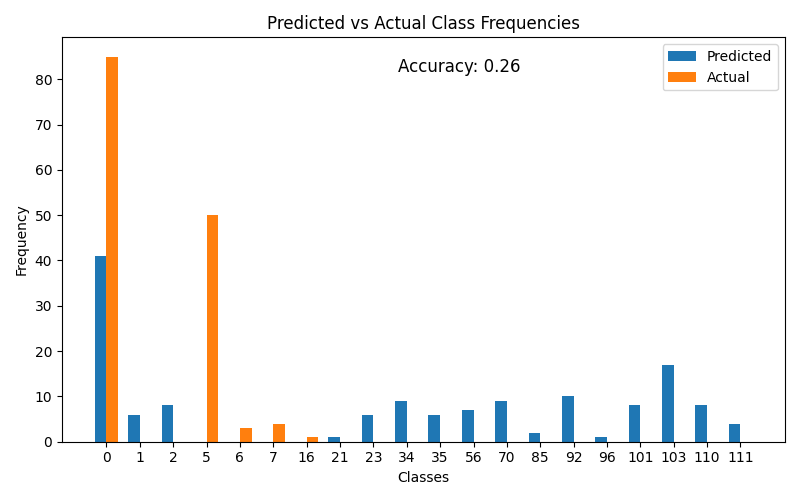 Predicted vs Actual Class Frequencies
Accuracy: 0.26
Predicted
Actual
Frequency
80
70
60
50
40
30
20
10
0
0 1 2 5 6 7 16 21 23 34 35 56 70 85 92 96 101 103 110 111
Classes